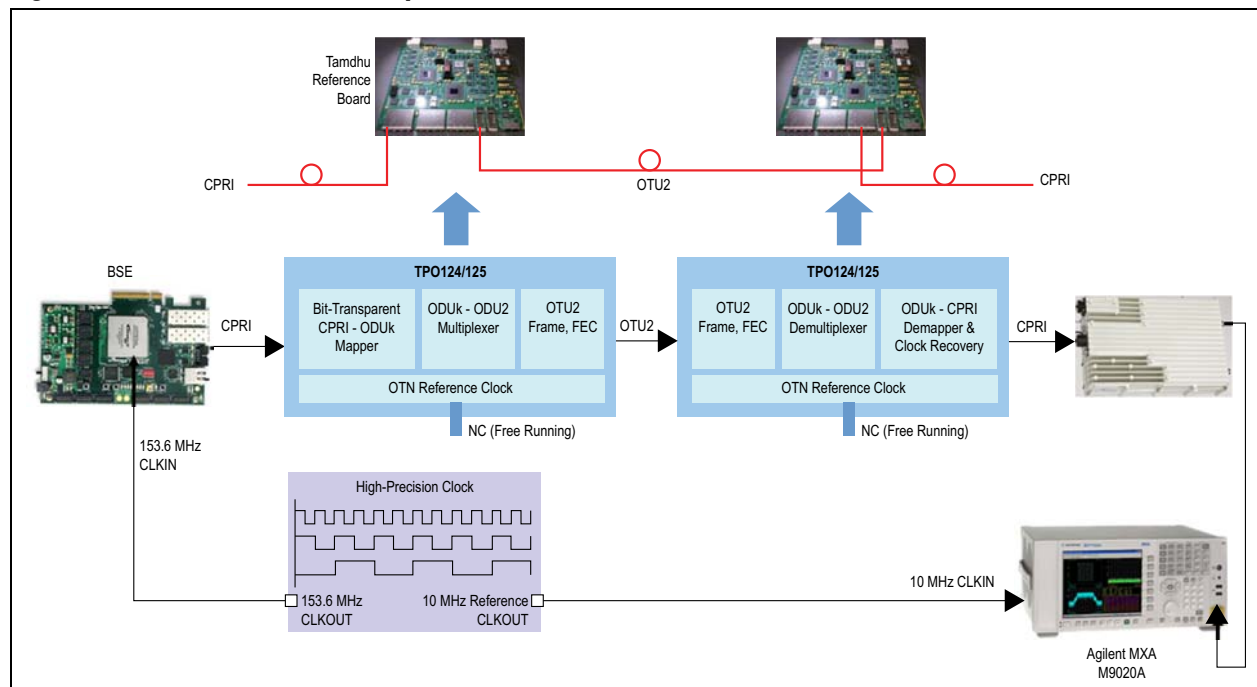 Tamdhu
Reference
Board
CPRI
OTU2
CPRI
BSE
TPO124/125
Bit-Transparent
CPRI - ODUk
Mapper
ODUk - ODU2
Multiplexer
OTU2
Frame, FEC
OTN Reference Clock
TPO124/125
OTU2
Frame, FEC
ODUk - ODU2
Demultiplexer
ODUk - CPRI
Demapper &
Clock Recovery
OTN Reference Clock
CPRI
OTU2
CPRI
NC (Free Running)
NC (Free Running)
153.6 MHz
CLKIN
High-Precision Clock
153.6 MHz
CLKOUT
10 MHz Reference
CLKOUT
10 MHz CLKIN
Agilent MXA
M9020A